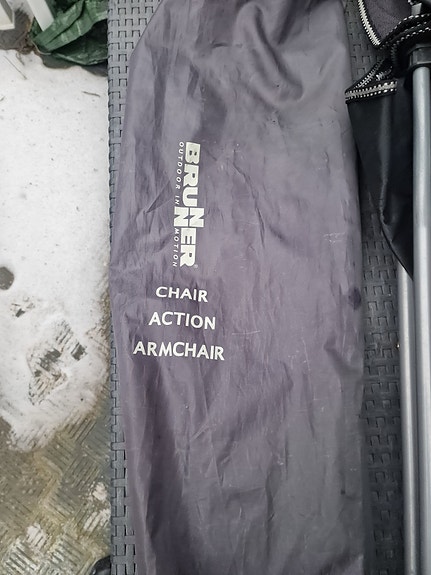 BRUNNER®
OUTDOOR IN MOTION
CHAIR
ACTION
ARMCHAIR